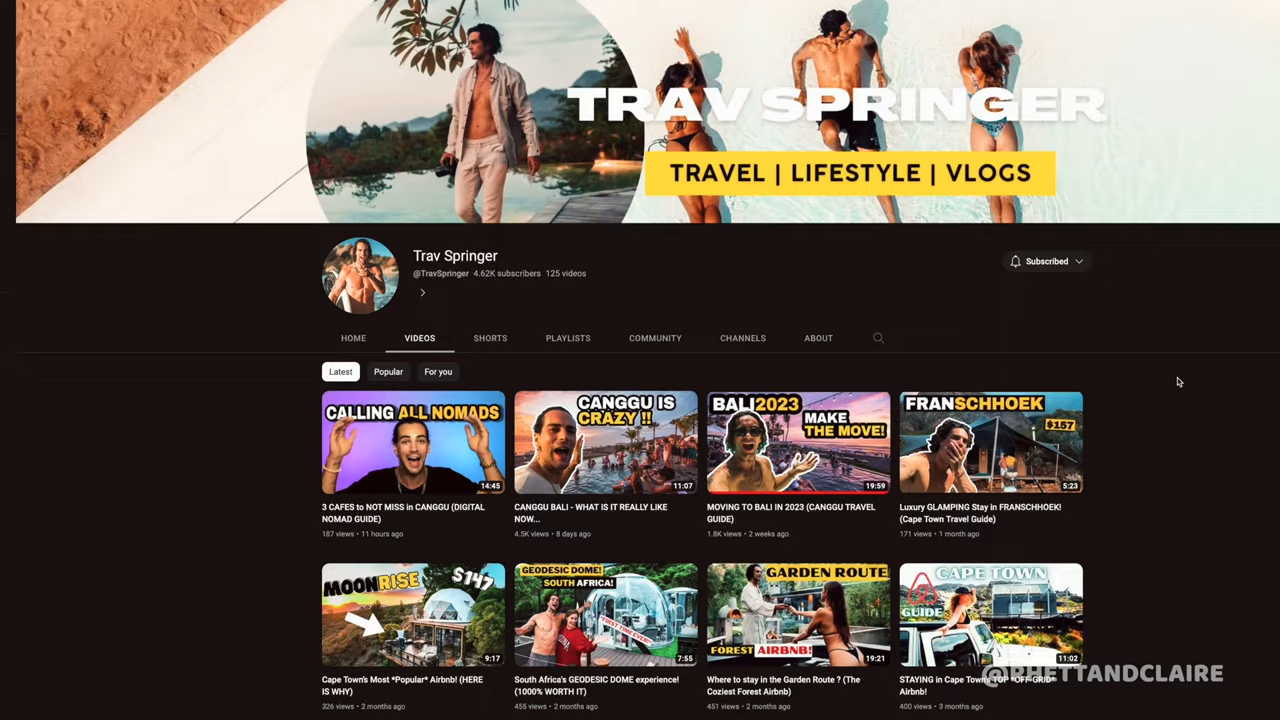 TRAV SPRINGER
TRAVEL | LIFESTYLE | VLOGS
Trav Springer
@TravSpringer 4.62K subscribers 125 videos
Subscribed
HOME VIDEOS SHORTS PLAYLISTS COMMUNITY CHANNELS ABOUT
Latest Popular For you
CALLING ALL NOMADS
14:45
CANGGU IS
CRAZY !!
11:07
BALI 2023
MAKE
THE MOVE!
19:59
FRANSCHHOEK
$157
5:23
3 CAFES to NOT MISS in CANGGU (DIGITAL
NOMAD GUIDE)
187 views • 11 hours ago
CANGGU BALI - WHAT IS IT REALLY LIKE
NOW...
4.5K views • 8 days ago
MOVING TO BALI IN 2023 (CANGGU TRAVEL
GUIDE)
1.8K views • 2 weeks ago
Luxury GLAMPING Stay in FRANSCHHOEK!
(Cape Town Travel Guide)
171 views • 1 month ago
MOONRISE
$147
9:17
GEODESIC DOME!
SOUTH AFRICA!
7:55
GARDEN ROUTE
FOREST AIRBNB!
19:21
CAPE TOWN
GUIDE
11:02
Cape Town's Most *Popular* Airbnb! (HERE
IS WHY)
326 views • 2 months ago
South Africa's GEODESIC DOME experience!
(1000% WORTH IT)
455 views • 2 months ago
Where to stay in the Garden Route ? (The
Coziest Forest Airbnb)
451 views • 2 months ago
STAYING in Cape Town's TOP *OFF-GRID*
Airbnb!
400 views • 3 months ago
@RHETTANDCLAIRE